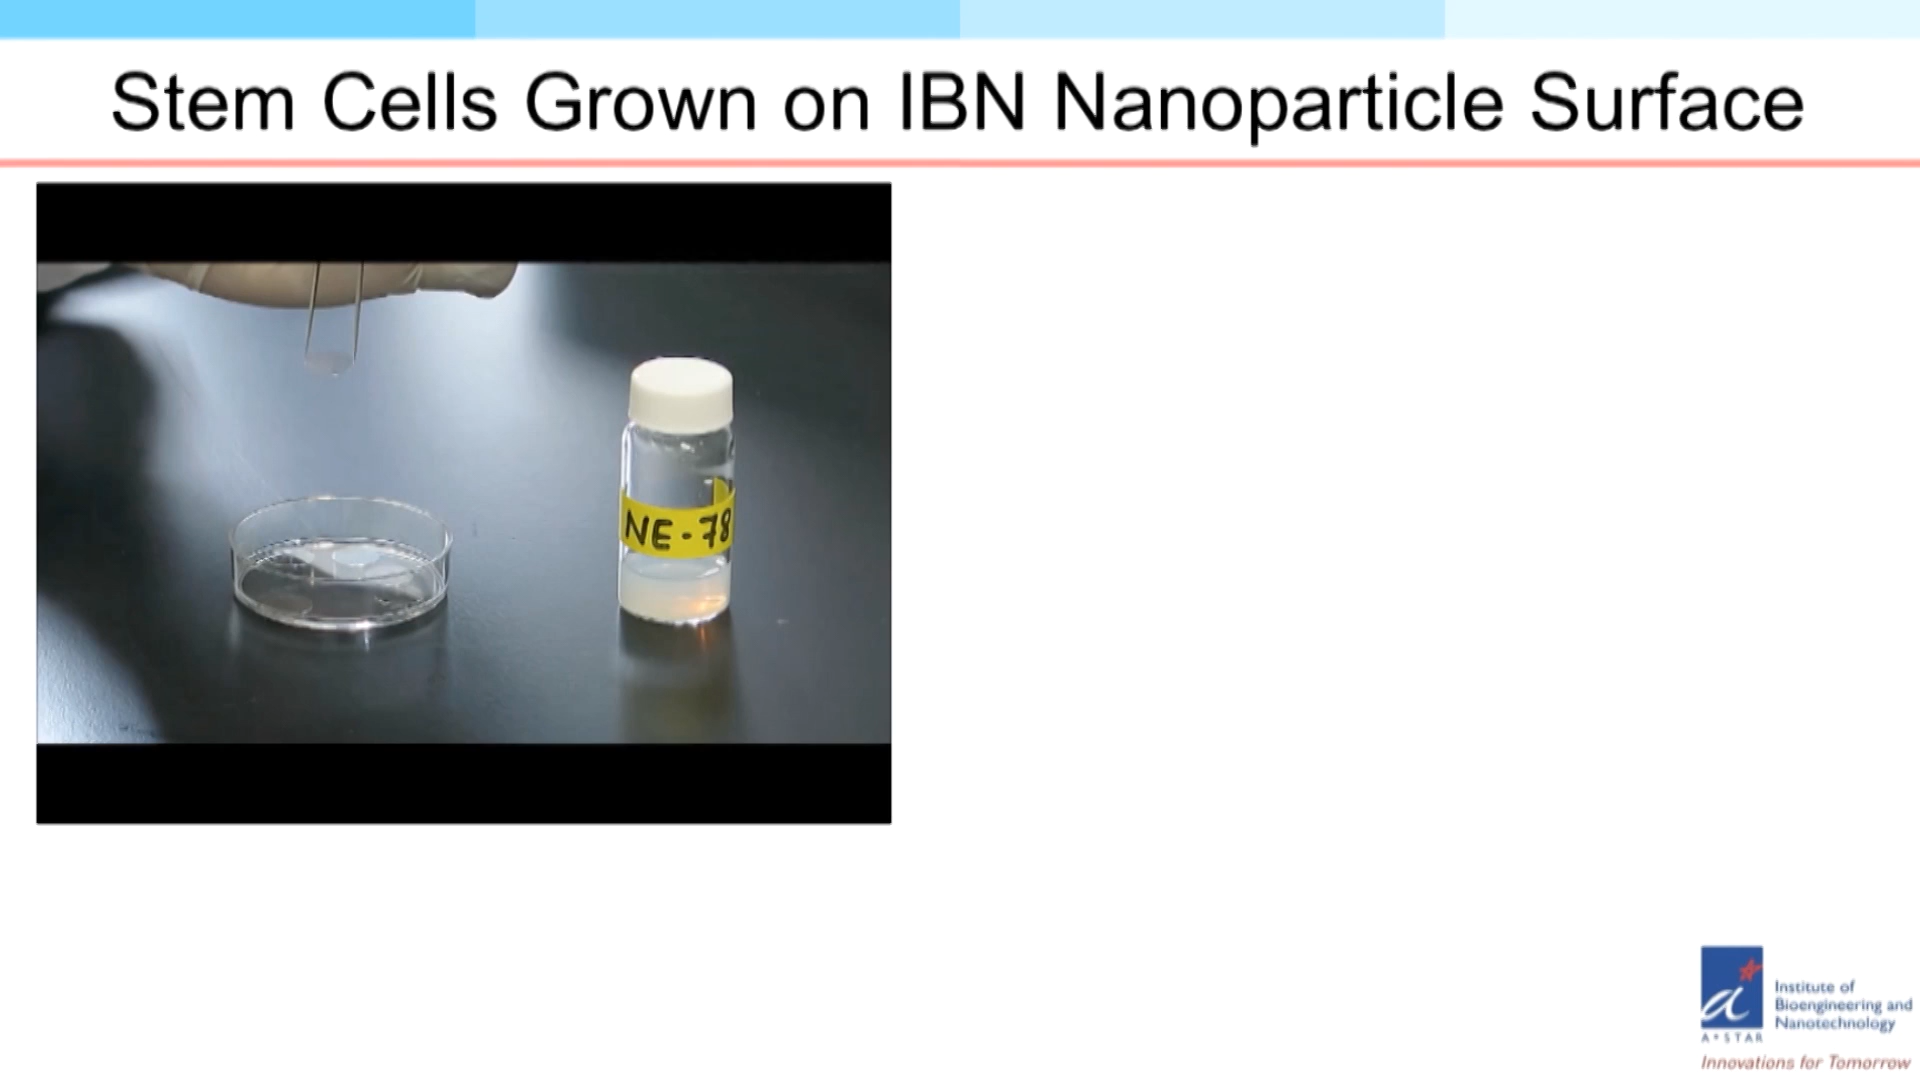 Stem Cells Grown on IBN Nanoparticle Surface
NE-78
a
A*STAR
Institute of
Bioengineering and
Nanotechnology
Innovations for Tomorrow